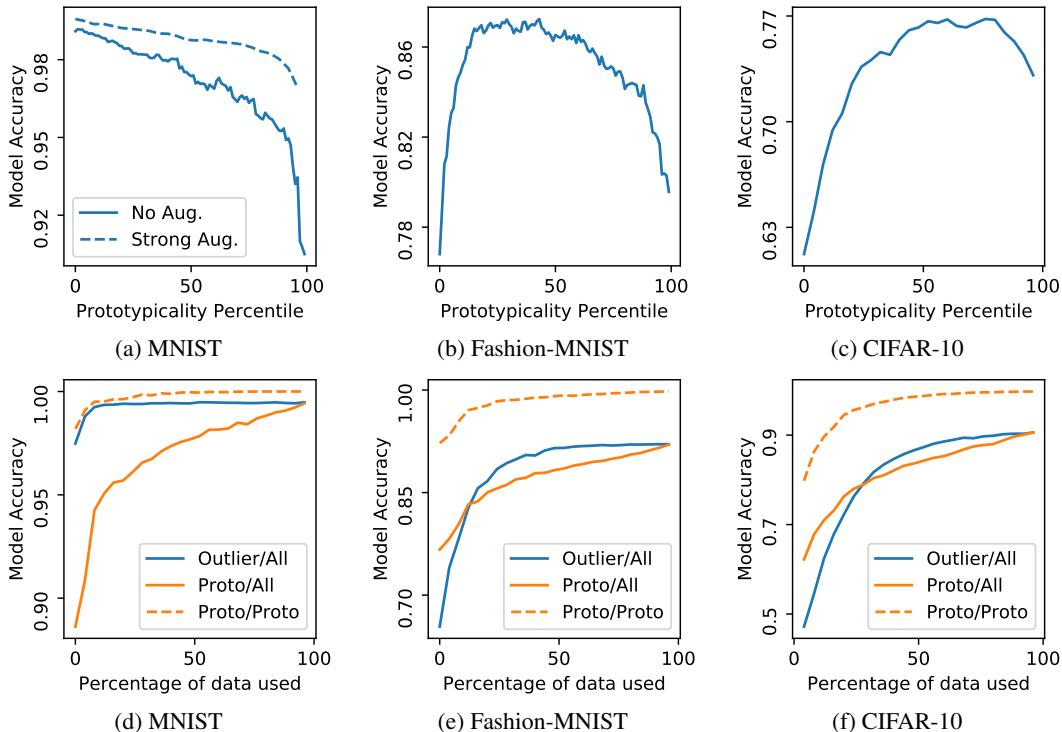 0.98
0.95
0.92
Model Accuracy
No Aug.
Strong Aug.
0 50 100
Prototypicality Percentile
(a) MNIST
0.86
0.82
0.78
Model Accuracy
0 50 100
Prototypicality Percentile
(b) Fashion-MNIST
0.77
0.70
0.63
Model Accuracy
0 50 100
Prototypicality Percentile
(c) CIFAR-10
1.00
0.95
0.90
Model Accuracy
Outlier/All
Proto/All
Proto/Proto
0 50 100
Percentage of data used
(d) MNIST
1.00
0.85
0.70
Model Accuracy
Outlier/All
Proto/All
Proto/Proto
0 50 100
Percentage of data used
(e) Fashion-MNIST
0.9
0.7
0.5
Model Accuracy
Outlier/All
Proto/All
Proto/Proto
0 50 100
Percentage of data used
(f) CIFAR-10